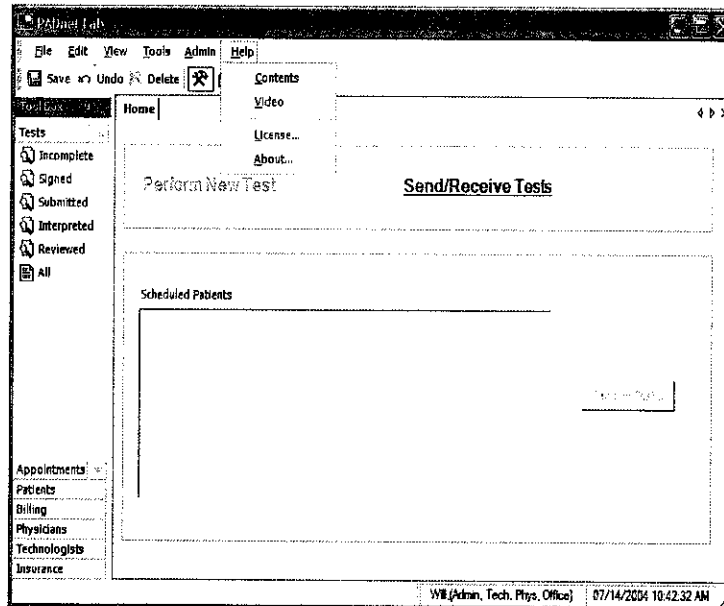 PADnet Lab
File Edit View Tools Admin Help
Save Undo Delete
Contents
Video
License...
About...
Home
Tests
Incomplete
Signed
Submitted
Interpreted
Reviewed
All
Perform New Test
Send/Receive Tests
Scheduled Patients
Appointments
Patients
Billing
Physicians
Technologists
Insurance
Will (Admin, Tech. Phys. Office) 07/14/2004 10:42:32 AM